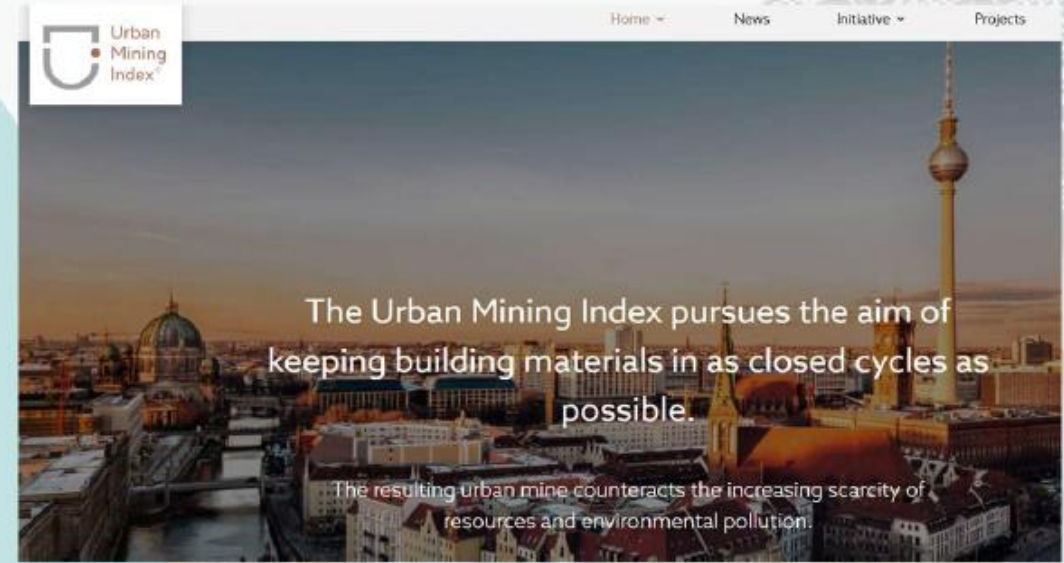 Urban
Mining
Index®
Home
News
Initiative
Projects
The Urban Mining Index pursues the aim of
keeping building materials in as closed cycles as
possible.
The resulting urban mine counteracts the increasing scarcity of
resources and environmental pollution.